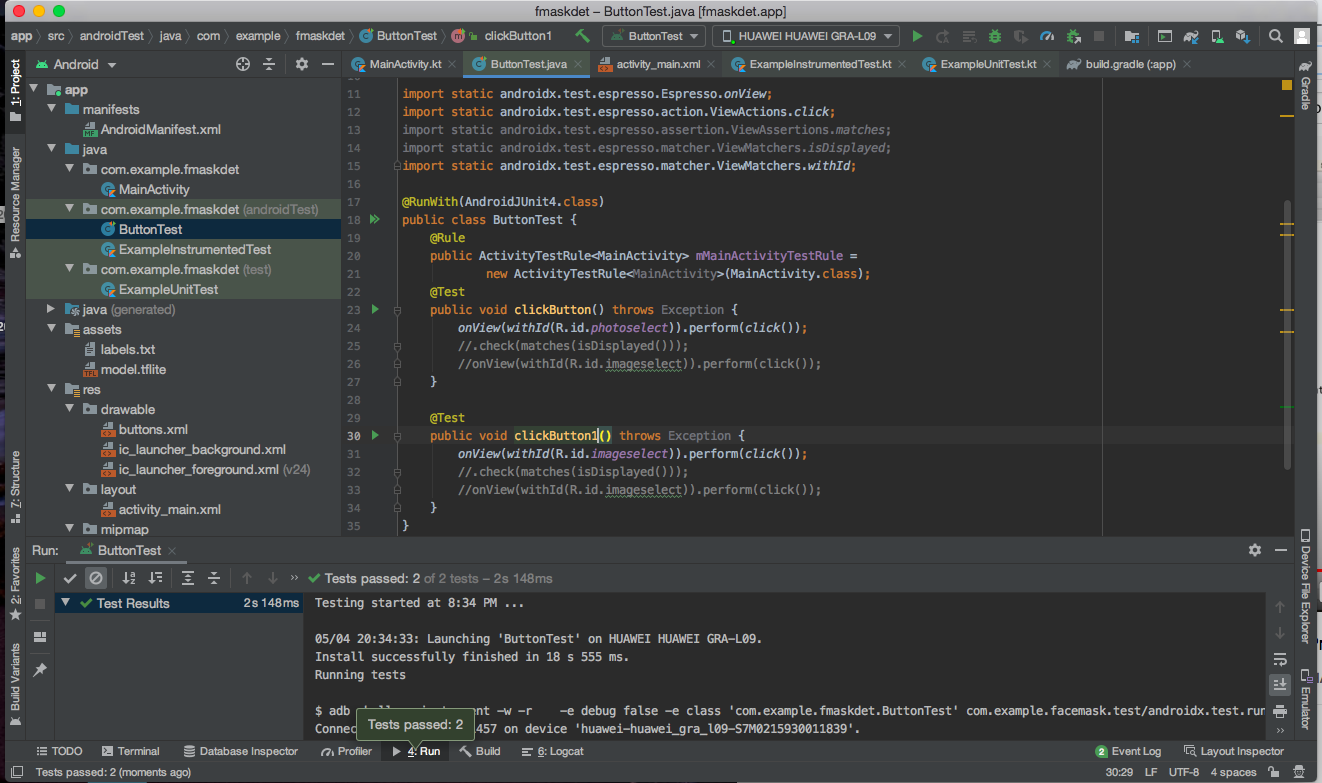 fmaskdet – ButtonTest.java [fmaskdet.app]
app src androidTest java com example fmaskdet ButtonTest clickButton1 ButtonTest HUAWEI HUAWEI GRA-L09
Android
MainActivity.kt ButtonTest.java activity_main.xml ExampleInstrumentedTest.kt ExampleUnitTest.kt build.gradle (:app)
1: Project
Resource Manager
7: Structure
2: Favorites
Build Variants
app
manifests
AndroidManifest.xml
java
com.example.fmaskdet
MainActivity
com.example.fmaskdet (androidTest)
ButtonTest
ExampleInstrumentedTest
com.example.fmaskdet (test)
ExampleUnitTest
java (generated)
assets
labels.txt
model.tflite
res
drawable
buttons.xml
ic_launcher_background.xml
ic_launcher_foreground.xml (v24)
layout
activity_main.xml
mipmap
11 import static androidx.test.espresso.Espresso.onView;
12 import static androidx.test.espresso.action.ViewActions.click;
13 import static androidx.test.espresso.assertion.ViewAssertions.matches;
14 import static androidx.test.espresso.matcher.ViewMatchers.isDisplayed;
15 import static androidx.test.espresso.matcher.ViewMatchers.withId;
16
17 @RunWith(AndroidJUnit4.class)
18 public class ButtonTest {
19 @Rule
20 public ActivityTestRule<MainActivity> mMainActivityTestRule =
21 new ActivityTestRule<MainActivity>(MainActivity.class);
22 @Test
23 public void clickButton() throws Exception {
24 onView(withId(R.id.photoselect)).perform(click());
25 //.check(matches(isDisplayed()));
26 //onView(withId(R.id.imageselect)).perform(click());
27 }
28
29 @Test
30 public void clickButton1() throws Exception {
31 onView(withId(R.id.imageselect)).perform(click());
32 //.check(matches(isDisplayed()));
33 //onView(withId(R.id.imageselect)).perform(click());
34 }
35 }
Gradle
Device File Explorer
Emulator
Run: ButtonTest
Tests passed: 2 of 2 tests – 2 s 148 ms
Test Results 2 s 148 ms
Testing started at 8:34 PM ...
05/04 20:34:33: Launching 'ButtonTest' on HUAWEI HUAWEI GRA-L09.
Install successfully finished in 18 s 555 ms.
Running tests
$ adb -w -r -e debug false -e class 'com.example.fmaskdet.ButtonTest' com.example.facemask.test/androidx.test.run
457 on device 'huawei-huawei_gra_l09-S7M0215930011839'.
Tests passed: 2
TODO Terminal Database Inspector Profiler 4: Run Build 6: Logcat 2 Event Log Layout Inspector
Tests passed: 2 (moments ago) 30:29 LF UTF-8 4 spaces